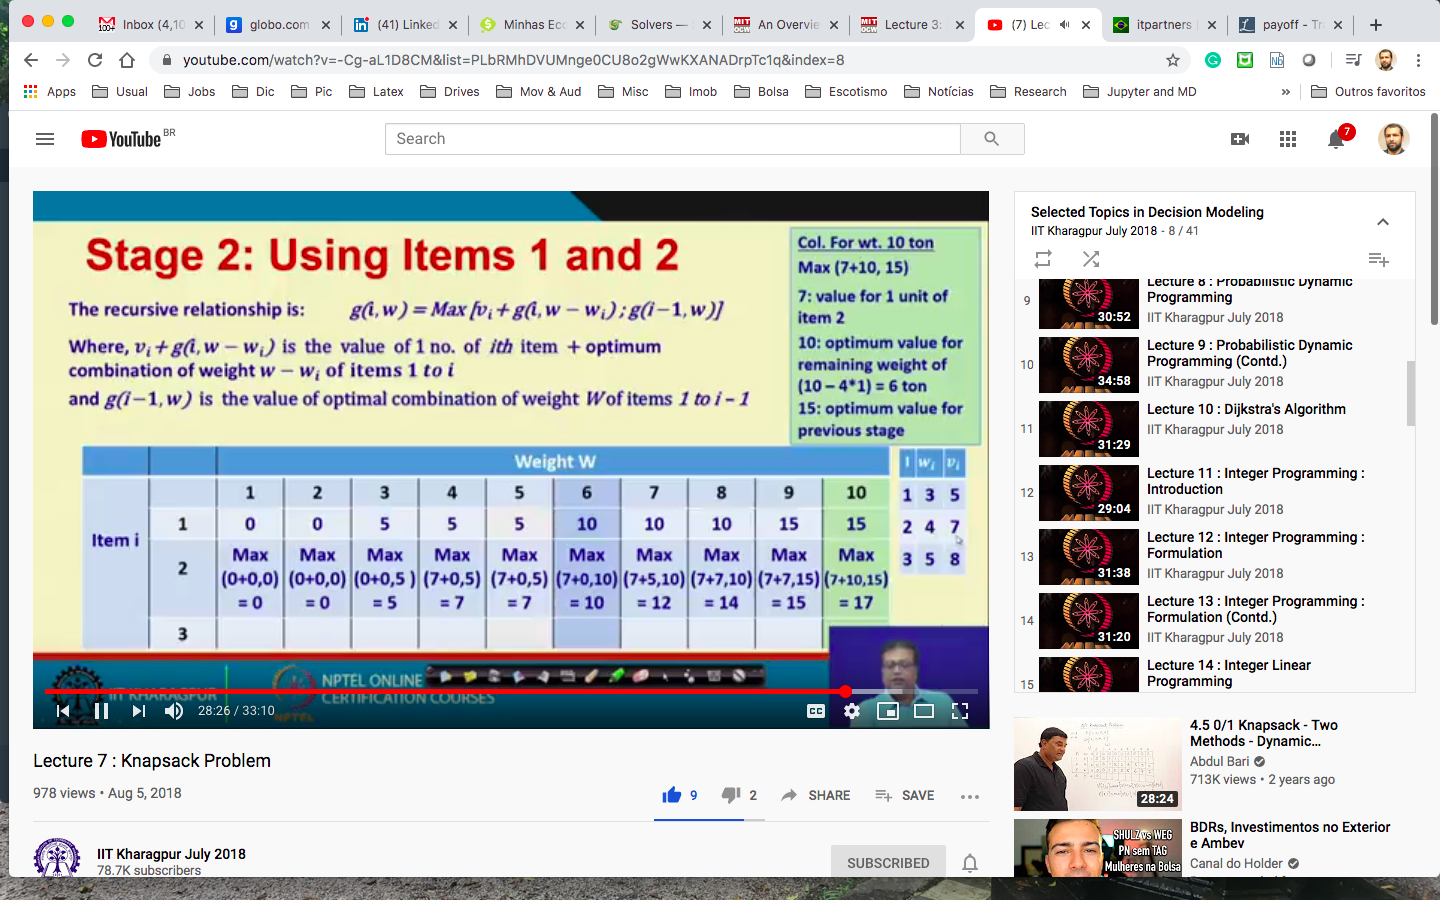 100+
Inbox (4,10
globo.com
(41) Linked
Minhas Ecc
Solvers —
MIT OCW
An Overvie
MIT OCW
Lecture 3:
(7) Lec
itpartners
payoff - Tra
youtube.com/watch?v=-Cg-aL1D8CM&list=PLbRMhDVUMnge0CU8o2gWwKXANADrpTc1q&index=8
Apps
Usual
Jobs
Dic
Pic
Latex
Drives
Mov & Aud
Misc
Imob
Bolsa
Escotismo
Notícias
Research
Jupyter and MD
»
Outros favoritos
YouTube BR
Search
7
Stage 2: Using Items 1 and 2
The recursive relationship is: g(i, w) = Max [vᵢ + g(i, w − wᵢ) ; g(i−1, w)]
Where, vᵢ + g(i, w − wᵢ) is the value of 1 no. of ith item + optimum
combination of weight w − wᵢ of items 1 to i
and g(i−1, w) is the value of optimal combination of weight W of items 1 to i − 1
Col. For wt. 10 ton
Max (7+10, 15)
7: value for 1 unit of
item 2
10: optimum value for
remaining weight of
(10 – 4*1) = 6 ton
15: optimum value for
previous stage
Weight W
1 2 3 4 5 6 7 8 9 10
Item i
1 0 0 5 5 5 10 10 10 15 15
2
Max Max Max Max Max Max Max Max Max Max
(0+0,0) (0+0,0) (0+0,5 ) (7+0,5) (7+0,5) (7+0,10) (7+5,10) (7+7,10) (7+7,15) (7+10,15)
= 0 = 0 = 5 = 7 = 7 = 10 = 12 = 14 = 15 = 17
3
I wᵢ vᵢ
1 3 5
2 4 7
3 5 8
IIT KHARAGPUR
NPTEL
NPTEL ONLINE
CERTIFICATION COURSES
28:26 / 33:10
CC
Lecture 7 : Knapsack Problem
978 views • Aug 5, 2018
9
2
SHARE
SAVE
IIT Kharagpur July 2018
78.7K subscribers
SUBSCRIBED
Selected Topics in Decision Modeling
IIT Kharagpur July 2018 - 8 / 41
9
30:52
Lecture 8 : Probabilistic Dynamic
Programming
IIT Kharagpur July 2018
10
34:58
Lecture 9 : Probabilistic Dynamic
Programming (Contd.)
IIT Kharagpur July 2018
11
31:29
Lecture 10 : Dijkstra's Algorithm
IIT Kharagpur July 2018
12
29:04
Lecture 11 : Integer Programming :
Introduction
IIT Kharagpur July 2018
13
31:38
Lecture 12 : Integer Programming :
Formulation
IIT Kharagpur July 2018
14
31:20
Lecture 13 : Integer Programming :
Formulation (Contd.)
IIT Kharagpur July 2018
15
Lecture 14 : Integer Linear
Programming
28:24
4.5 0/1 Knapsack - Two
Methods - Dynamic...
Abdul Bari
713K views • 2 years ago
SHULZ vs WEG
PN sem TAG
Mulheres na Bolsa
BDRs, Investimentos no Exterior
e Ambev
Canal do Holder